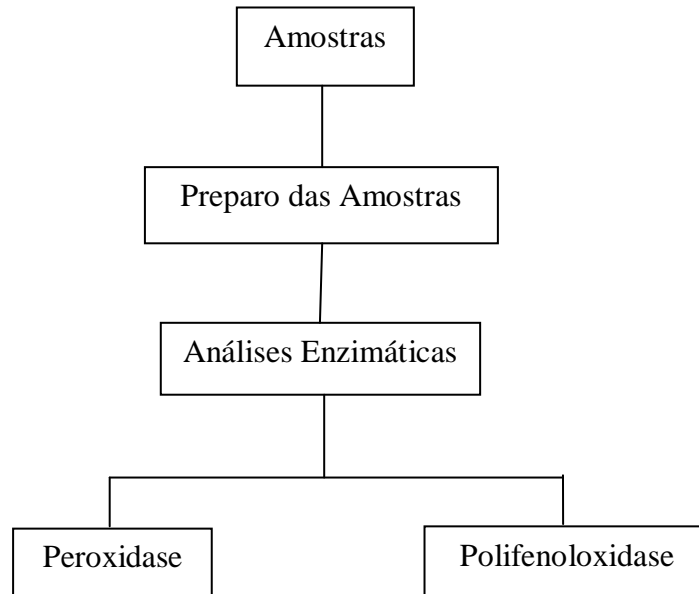 Amostras
Preparo das Amostras
Análises Enzimáticas
Peroxidase
Polifenoloxidase